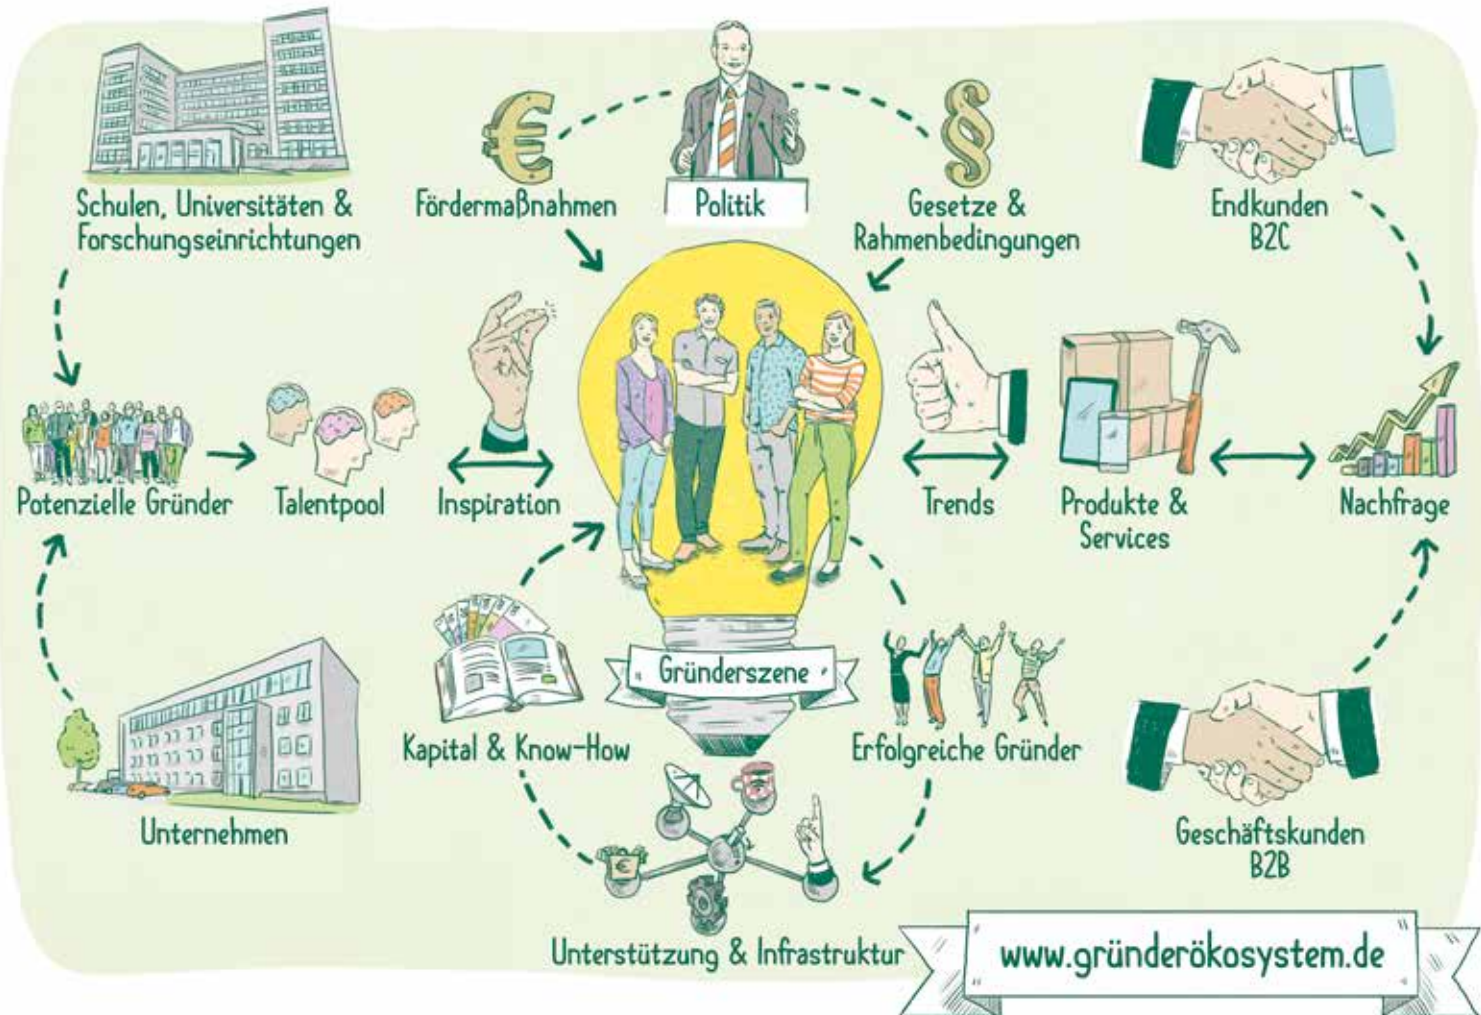 Schulen, Universitäten &
Forschungseinrichtungen
Fördermaßnahmen
Politik
Gesetze &
Rahmenbedingungen
Endkunden
B2C
Potenzielle Gründer
Talentpool
Inspiration
Trends
Produkte &
Services
Nachfrage
Gründerszene
Kapital & Know-How
Erfolgreiche Gründer
Unternehmen
Geschäftskunden
B2B
Unterstützung & Infrastruktur
www.gründerökosystem.de